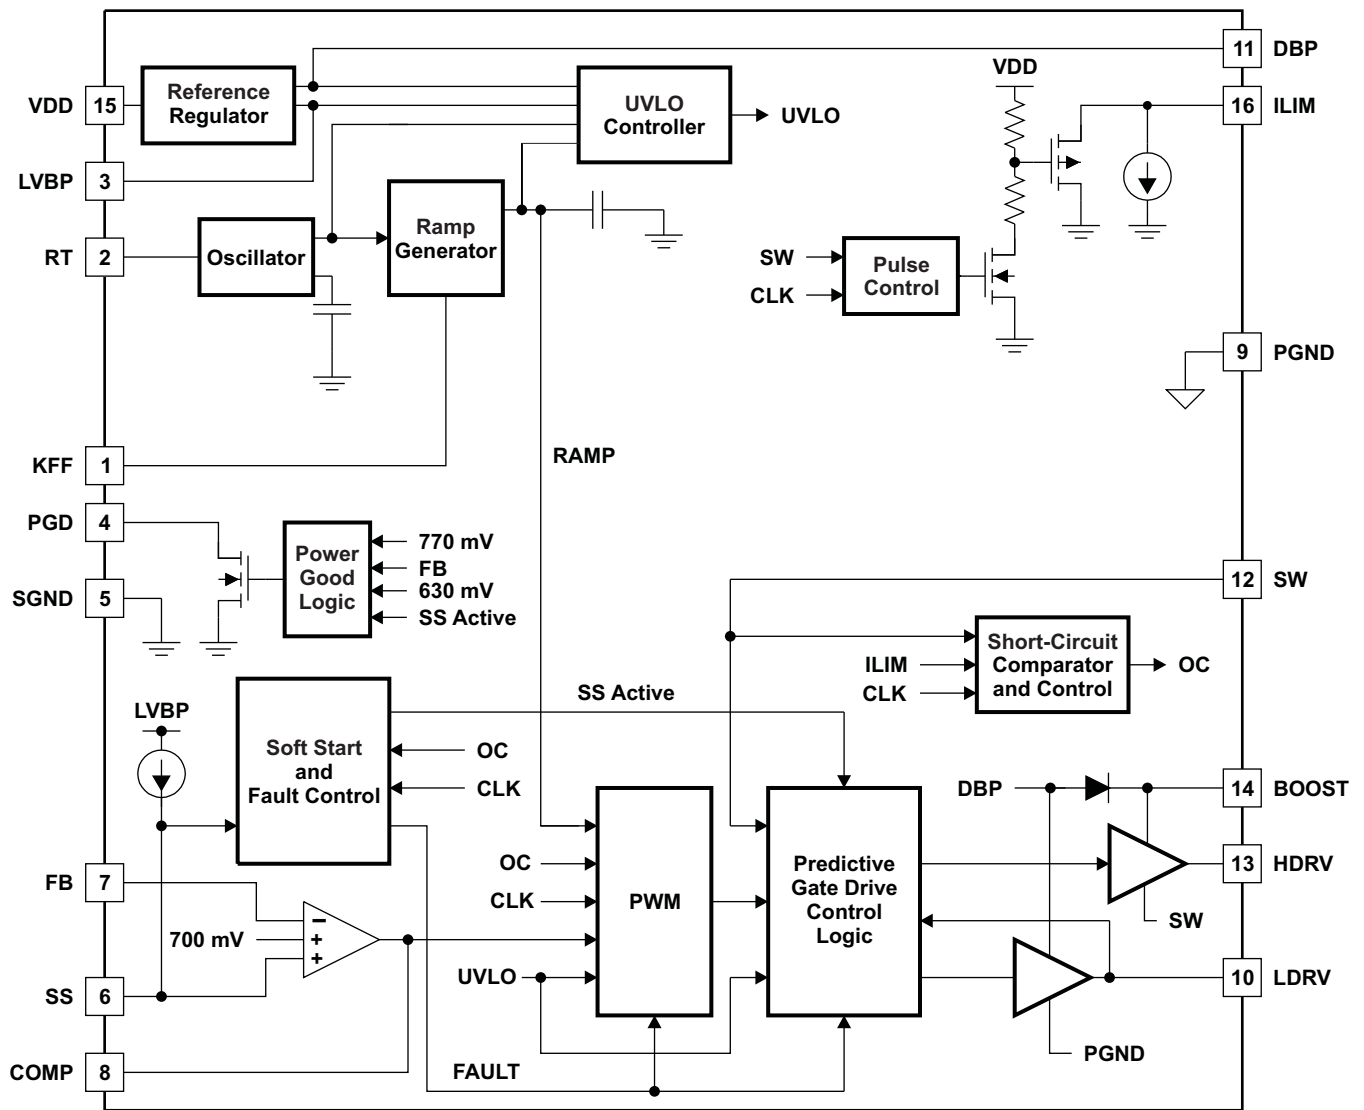 11 DBP
VDD
Reference
Regulator
UVLO
Controller
UVLO
VDD 15
16 ILIM
LVBP 3
Ramp
Generator
RT 2
Oscillator
SW
CLK
Pulse
Control
9 PGND
KFF 1
RAMP
PGD 4
Power
Good
Logic
770 mV
FB
630 mV
SS Active
SGND 5
12 SW
Short-Circuit
Comparator
and Control
ILIM
CLK
OC
LVBP
SS Active
Soft Start
and
Fault Control
OC
CLK
DBP
14 BOOST
FB 7
OC
CLK
PWM
Predictive
Gate Drive
Control
Logic
13 HDRV
SW
700 mV
−
+
+
UVLO
SS 6
10 LDRV
PGND
COMP 8
FAULT